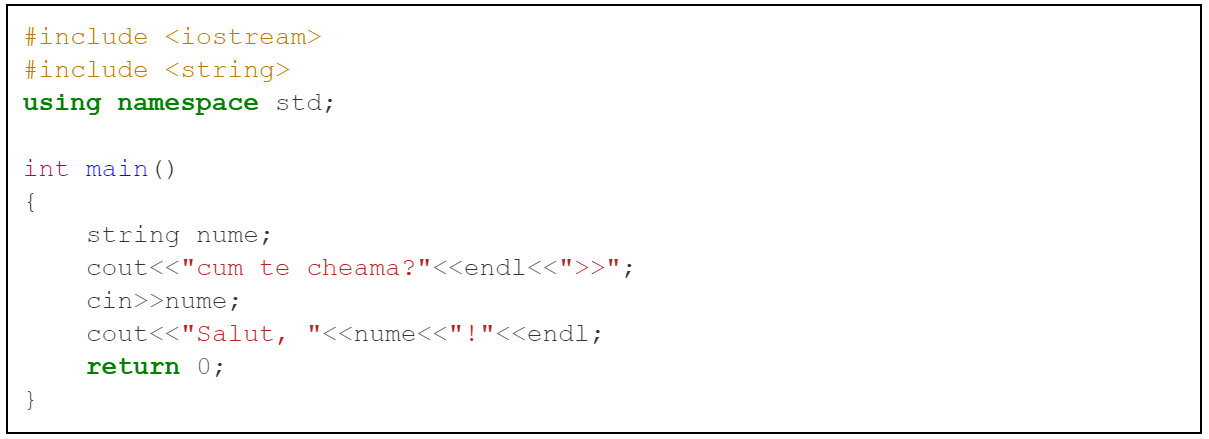 #include <iostream>
#include <string>
using namespace std;

int main()
{
    string nume;
    cout<<"cum te cheama?"<<endl<<">>";
    cin>>nume;
    cout<<"Salut, "<<nume<<"!"<<endl;
    return 0;
}